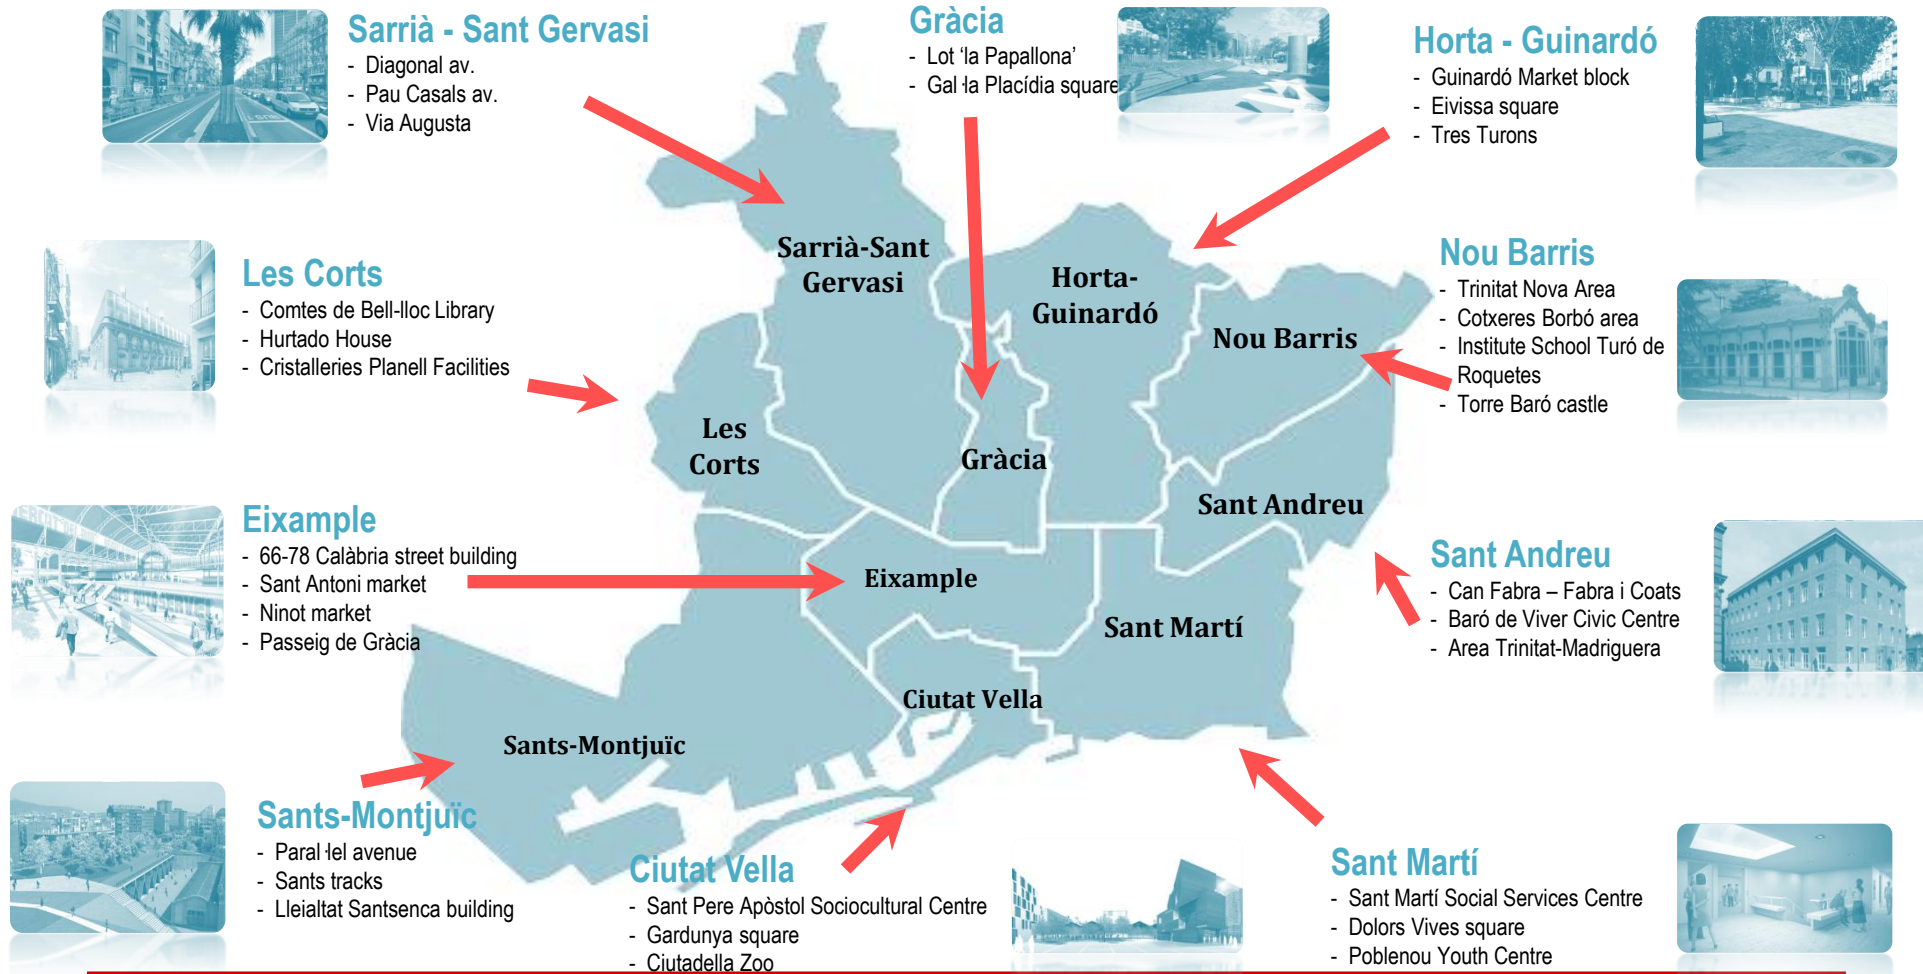 Sarrià - Sant Gervasi
- Diagonal av.
- Pau Casals av.
- Via Augusta
Gràcia
- Lot ‘la Papallona’
- Gal·la Placídia square
Horta - Guinardó
- Guinardó Market block
- Eivissa square
- Tres Turons
Les Corts
- Comtes de Bell-lloc Library
- Hurtado House
- Cristalleries Planell Facilities
Nou Barris
- Trinitat Nova Area
- Cotxeres Borbó area
- Institute School Turó de
Roquetes
- Torre Baró castle
Sarrià-Sant
Gervasi
Horta-
Guinardó
Nou Barris
Les
Corts
Gràcia
Sant Andreu
Eixample
Sant Martí
Ciutat Vella
Sants-Montjuïc
Eixample
- 66-78 Calàbria street building
- Sant Antoni market
- Ninot market
- Passeig de Gràcia
Sant Andreu
- Can Fabra – Fabra i Coats
- Baró de Viver Civic Centre
- Area Trinitat-Madriguera
Sants-Montjuïc
- Paral·lel avenue
- Sants tracks
- Lleialtat Santsenca building
Ciutat Vella
- Sant Pere Apòstol Sociocultural Centre
- Gardunya square
- Ciutadella Zoo
Sant Martí
- Sant Martí Social Services Centre
- Dolors Vives square
- Poblenou Youth Centre